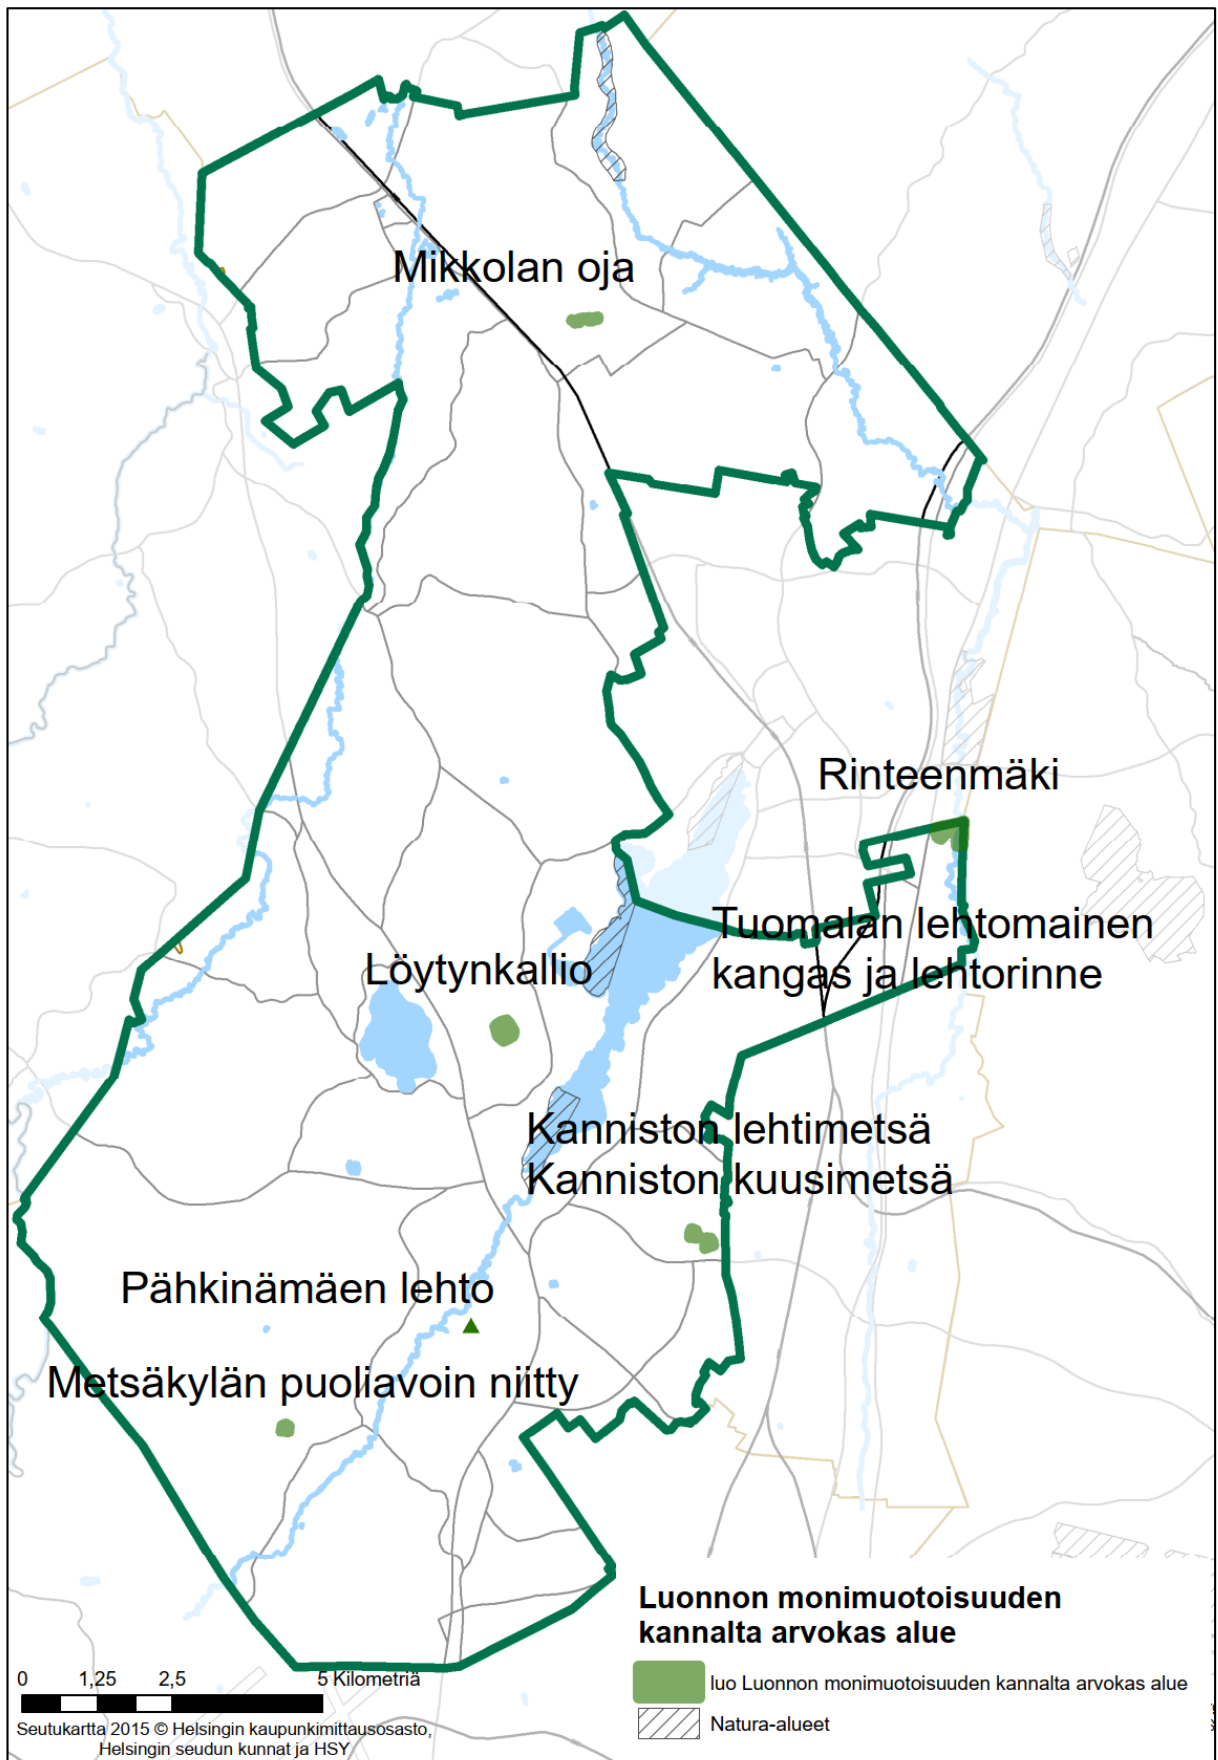 Mikkolan oja
Rinteenmäki
Tuomalan lehtomainen
kangas ja lehtorinne
Löytynkallio
Kanniston lehtimetsä
Kanniston kuusimetsä
Pähkinämäen lehto
Metsäkylän puoliavoin niitty
Luonnon monimuotoisuuden
kannalta arvokas alue
luo Luonnon monimuotoisuuden kannalta arvokas alue
Natura-alueet
0 1,25 2,5 5 Kilometriä
Seutukartta 2015 © Helsingin kaupunkimittausosasto,
Helsingin seudun kunnat ja HSY